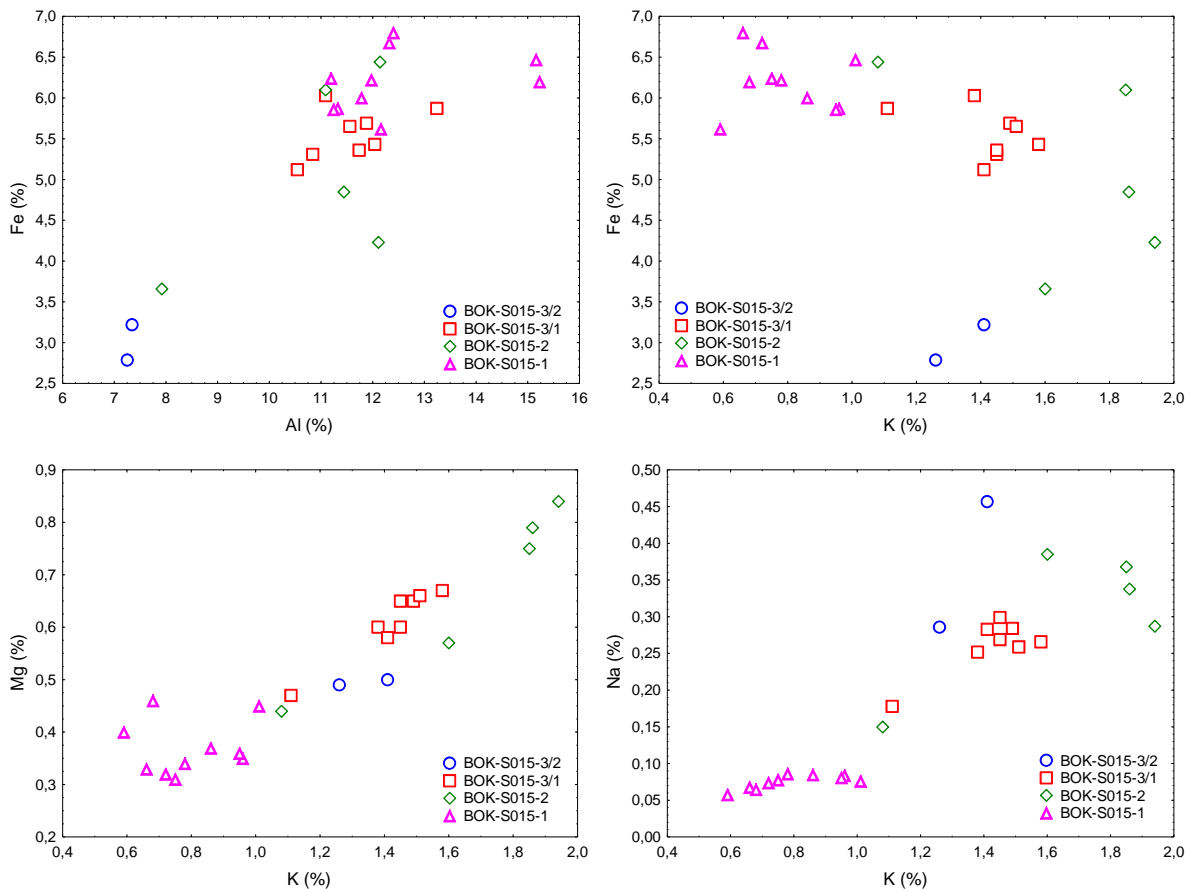 7,0
6,5
6,0
5,5
5,0
4,5
4,0
3,5
3,0
2,5
Fe (%)
6 7 8 9 10 11 12 13 14 15 16
Al (%)
BOK-S015-3/2
BOK-S015-3/1
BOK-S015-2
BOK-S015-1
7,0
6,5
6,0
5,5
5,0
4,5
4,0
3,5
3,0
2,5
Fe (%)
0,4 0,6 0,8 1,0 1,2 1,4 1,6 1,8 2,0
K (%)
BOK-S015-3/2
BOK-S015-3/1
BOK-S015-2
BOK-S015-1
0,9
0,8
0,7
0,6
0,5
0,4
0,3
0,2
Mg (%)
0,4 0,6 0,8 1,0 1,2 1,4 1,6 1,8 2,0
K (%)
BOK-S015-3/2
BOK-S015-3/1
BOK-S015-2
BOK-S015-1
0,50
0,45
0,40
0,35
0,30
0,25
0,20
0,15
0,10
0,05
0,00
Na (%)
0,4 0,6 0,8 1,0 1,2 1,4 1,6 1,8 2,0
K (%)
BOK-S015-3/2
BOK-S015-3/1
BOK-S015-2
BOK-S015-1